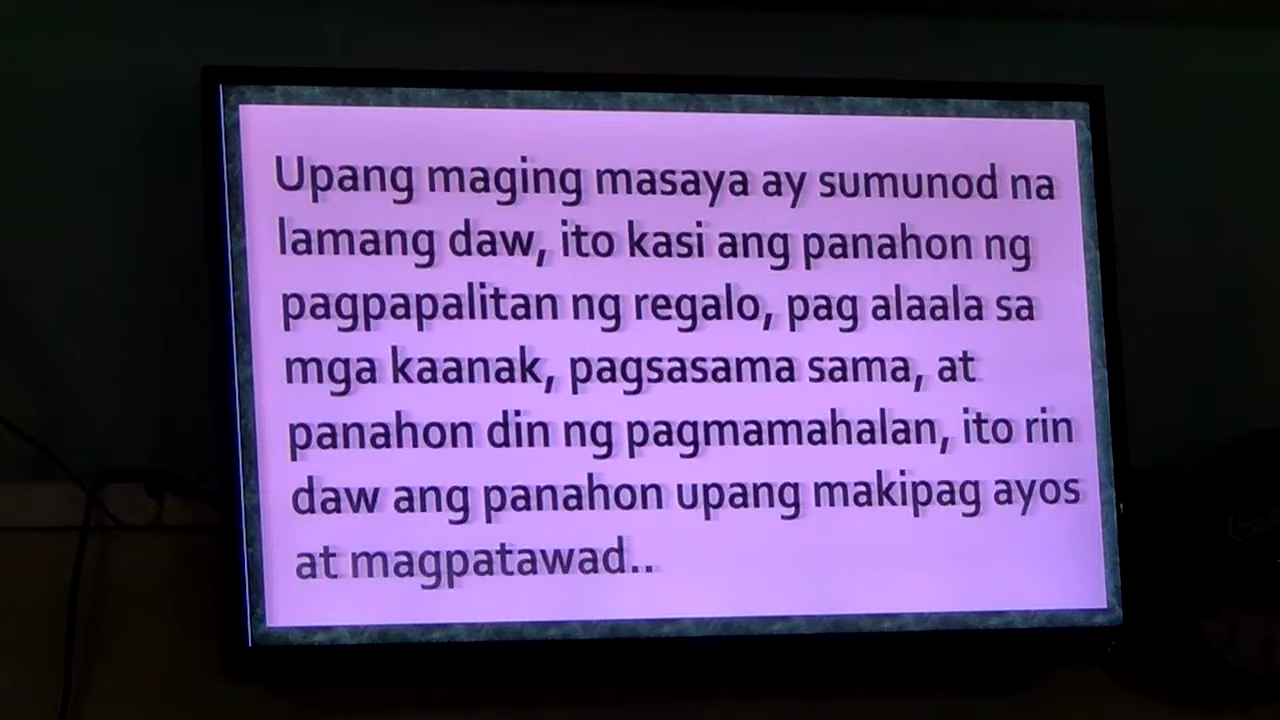 Upang maging masaya ay sumunod na
lamang daw, ito kasi ang panahon ng
pagpapalitan ng regalo, pag alaala sa
mga kaanak, pagsasama sama, at
panahon din ng pagmamahalan, ito rin
daw ang panahon upang makipag ayos
at magpatawad..